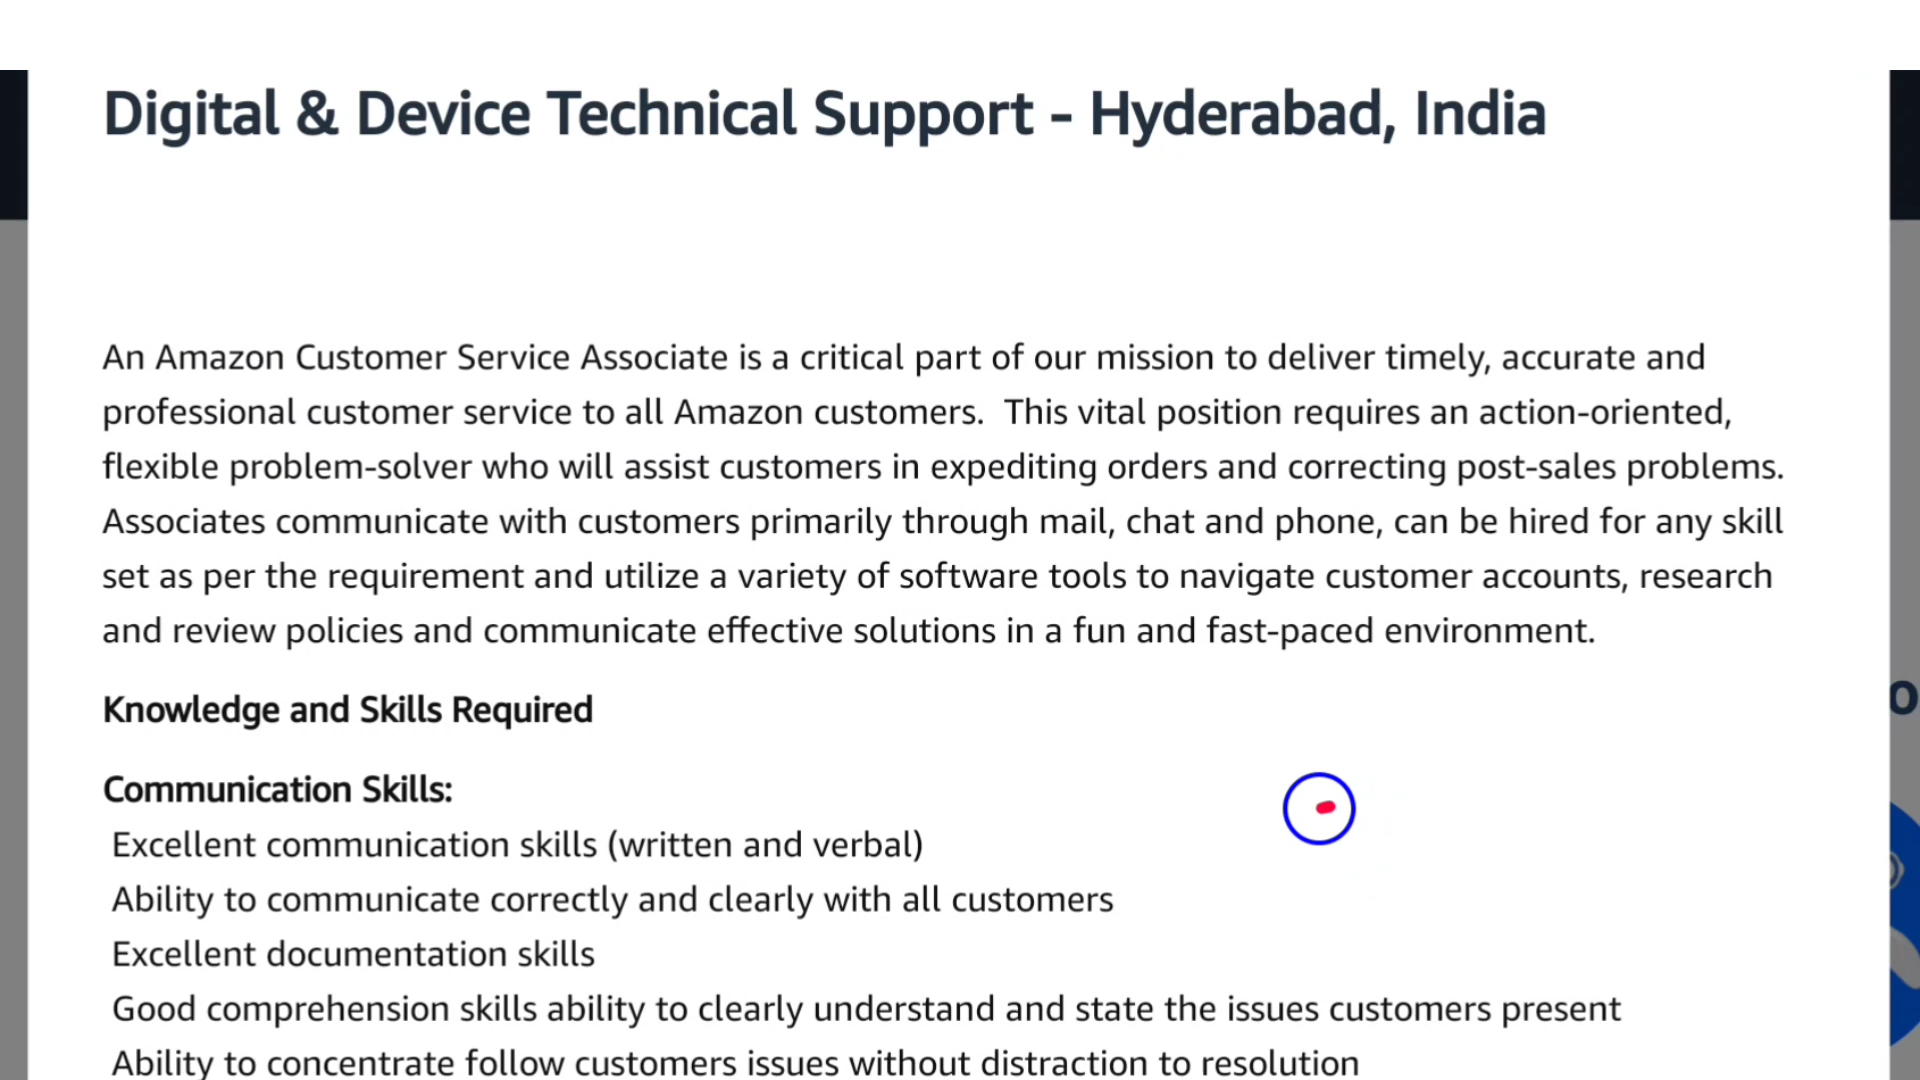 Digital & Device Technical Support - Hyderabad, India
An Amazon Customer Service Associate is a critical part of our mission to deliver timely, accurate and
professional customer service to all Amazon customers.  This vital position requires an action-oriented,
flexible problem-solver who will assist customers in expediting orders and correcting post-sales problems.
Associates communicate with customers primarily through mail, chat and phone, can be hired for any skill
set as per the requirement and utilize a variety of software tools to navigate customer accounts, research
and review policies and communicate effective solutions in a fun and fast-paced environment.
Knowledge and Skills Required
Communication Skills:
Excellent communication skills (written and verbal)
Ability to communicate correctly and clearly with all customers
Excellent documentation skills
Good comprehension skills ability to clearly understand and state the issues customers present
Ability to concentrate follow customers issues without distraction to resolution